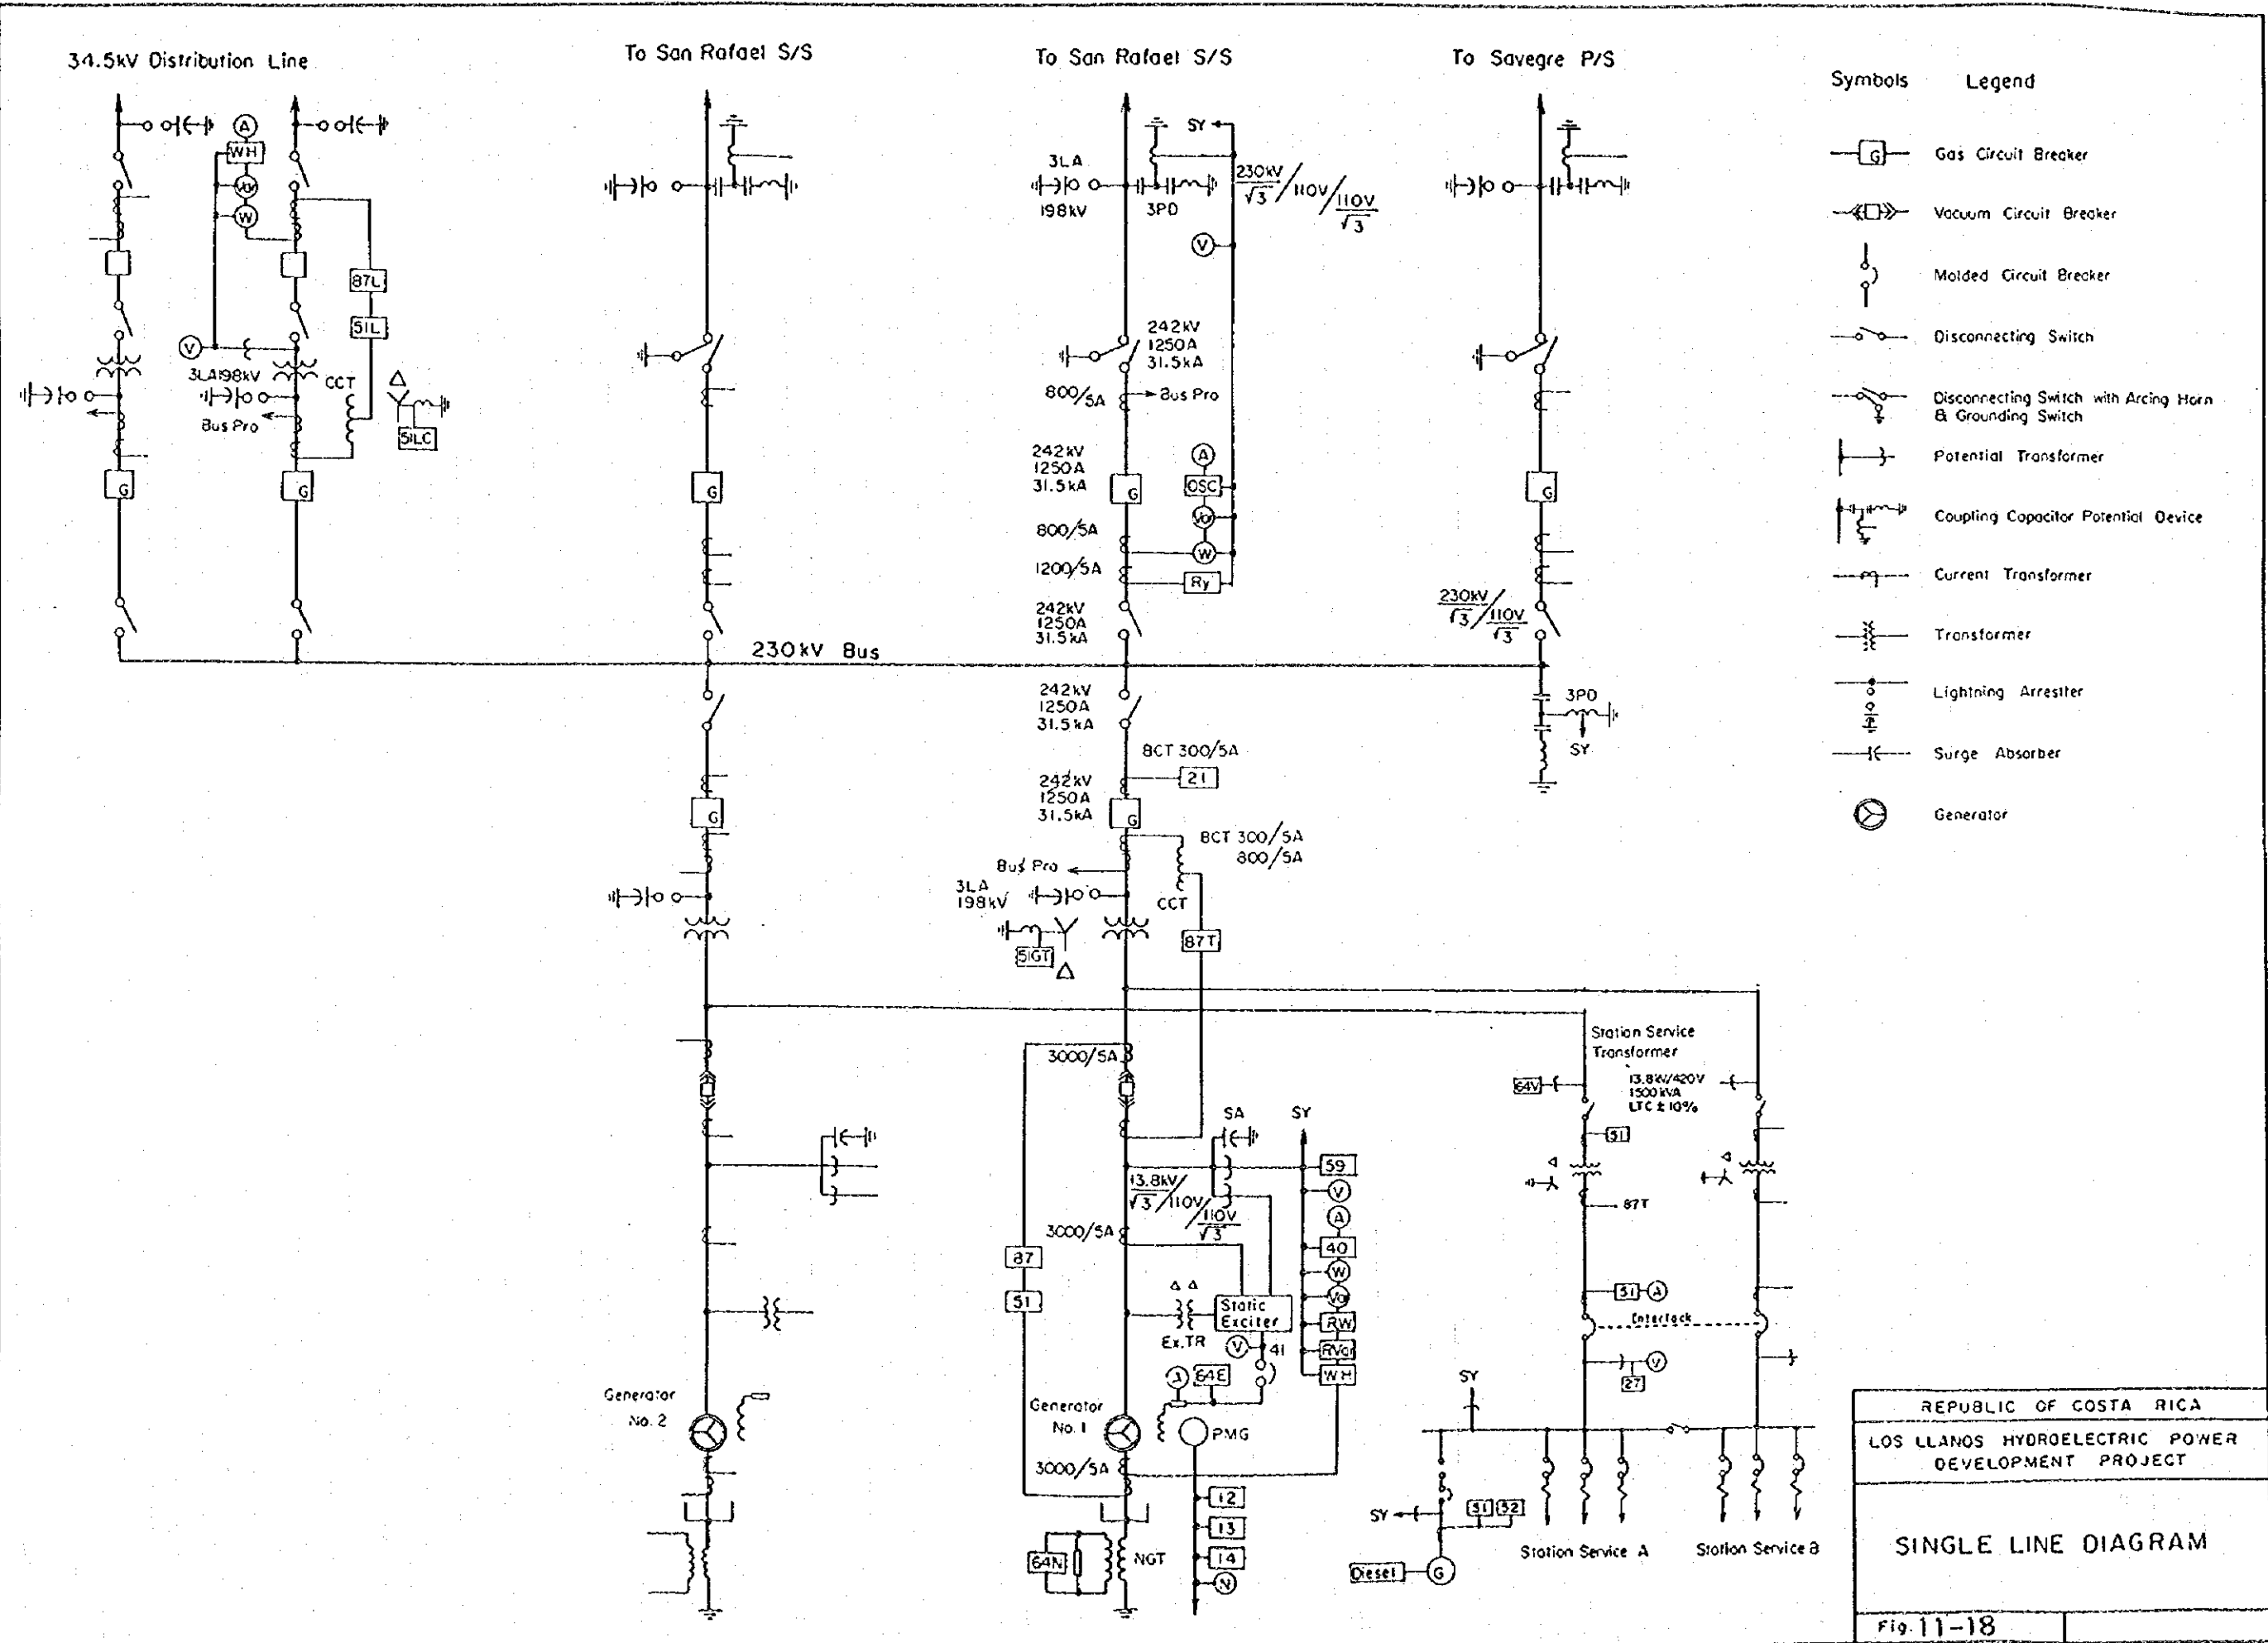 34.5kV Distribution Line
To San Rafael S/S
To San Rafael S/S
To Savegre P/S
A
WH
Var
W
87L
51L
V
3LA 198kV
CCT
Bus Pro
51LC
G
G
G
3LA
198kV
3PD
SY
230kV/√3/110V/110V/√3
V
242kV
1250A
31.5kA
800/5A
Bus Pro
242kV
1250A
31.5kA
G
A
OSC
Var
W
Ry
800/5A
1200/5A
242kV
1250A
31.5kA
G
230kV/√3/110V/√3
230kV Bus
3PD
SY
242kV
1250A
31.5kA
BCT 300/5A
21
242kV
1250A
31.5kA
G
G
BCT 300/5A
800/5A
Bus Pro
3LA
198kV
CCT
51GT
87T
3000/5A
SA
SY
13.8kV/√3/110V/110V/√3
3000/5A
87
51
Static
Exciter
Ex.TR
V
41
A
64E
59
V
A
40
W
Var
RW
RVar
WH
Generator
No. 2
Generator
No. 1
PMG
3000/5A
64N
NGT
12
13
14
N
Station Service
Transformer
13.8kV/420V
1500kVA
LTC ± 10%
64V
51
87T
51
A
Interlock
V
27
SY
SY
51
52
Diesel
G
Station Service A
Station Service B
Symbols Legend
G
Gas Circuit Breaker
Vacuum Circuit Breaker
Molded Circuit Breaker
Disconnecting Switch
Disconnecting Switch with Arcing Horn
& Grounding Switch
Potential Transformer
Coupling Capacitor Potential Device
Current Transformer
Transformer
Lightning Arrestter
Surge Absorber
Generator
REPUBLIC OF COSTA RICA
LOS LLANOS HYDROELECTRIC POWER
DEVELOPMENT PROJECT
SINGLE LINE DIAGRAM
Fig. 11-18